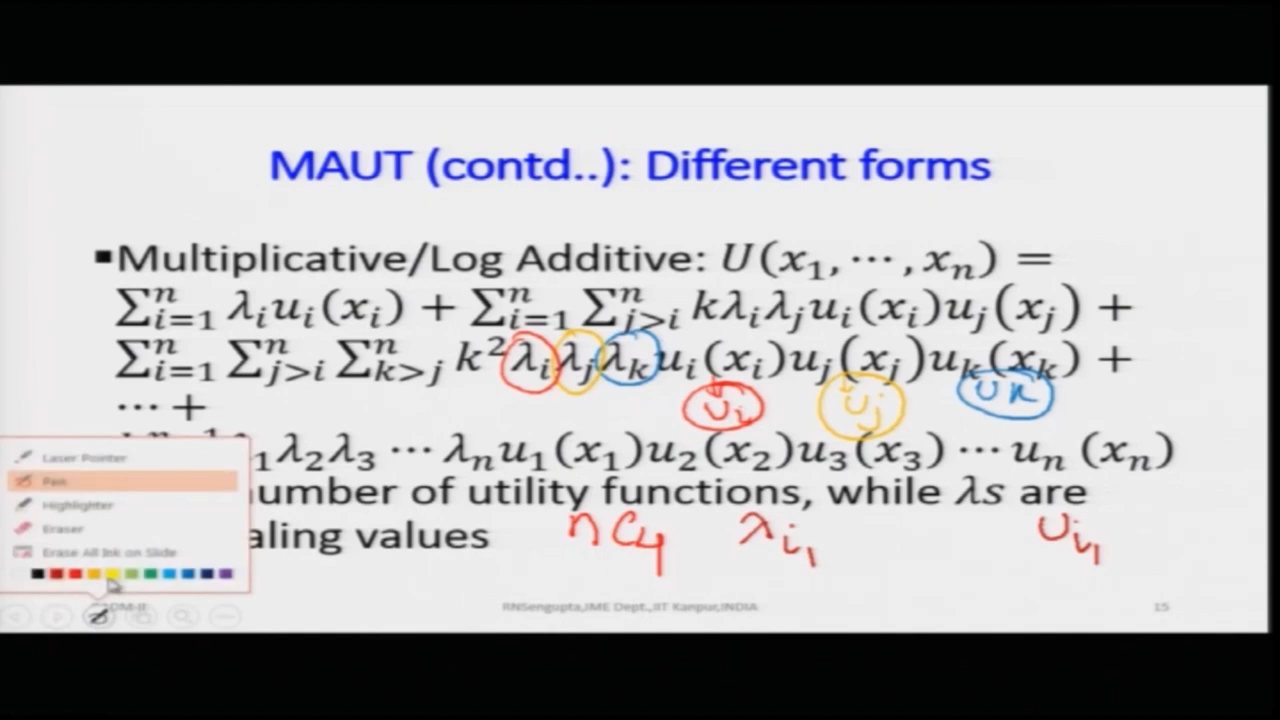 MAUT (contd..): Different forms
▪Multiplicative/Log Additive: U(x₁, ⋯, xₙ) =
∑ⁿᵢ₌₁ λᵢuᵢ(xᵢ) + ∑ⁿᵢ₌₁ ∑ⁿⱼ﹥ᵢ kλᵢλⱼuᵢ(xᵢ)uⱼ(xⱼ) +
∑ⁿᵢ₌₁ ∑ⁿⱼ﹥ᵢ ∑ⁿₖ﹥ⱼ k²λᵢλⱼλₖuᵢ(xᵢ)uⱼ(xⱼ)uₖ(xₖ) +
⋯ +
uᵢ uⱼ uₖ
₁λ₂λ₃ ⋯ λₙu₁(x₁)u₂(x₂)u₃(x₃) ⋯ uₙ (xₙ)
umber of utility functions, while λs are
aling values
nC₄ λᵢ₁ uᵢ₁
Laser Pointer
Pen
Highlighter
Eraser
Erase All Ink on Slide
RNSengupta,IME Dept.,IIT Kanpur,INDIA
15